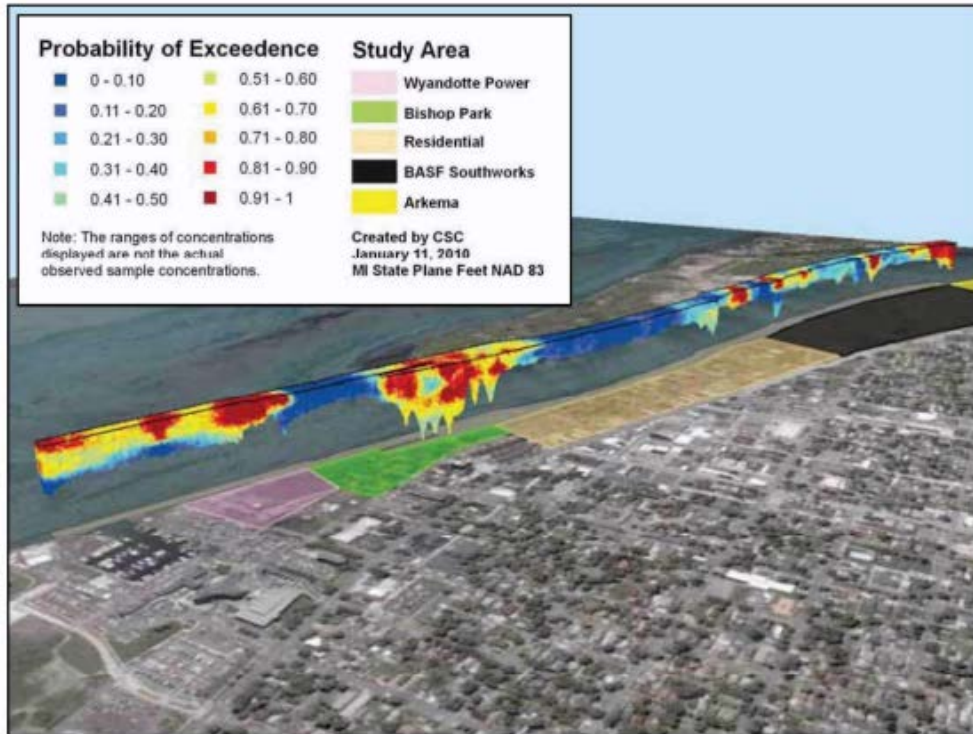 Probability of Exceedence
0 - 0.10
0.11 - 0.20
0.21 - 0.30
0.31 - 0.40
0.41 - 0.50
0.51 - 0.60
0.61 - 0.70
0.71 - 0.80
0.81 - 0.90
0.91 - 1
Note: The ranges of concentrations
displayed are not the actual
observed sample concentrations.
Study Area
Wyandotte Power
Bishop Park
Residential
BASF Southworks
Arkema
Created by CSC
January 11, 2010
MI State Plane Feet NAD 83